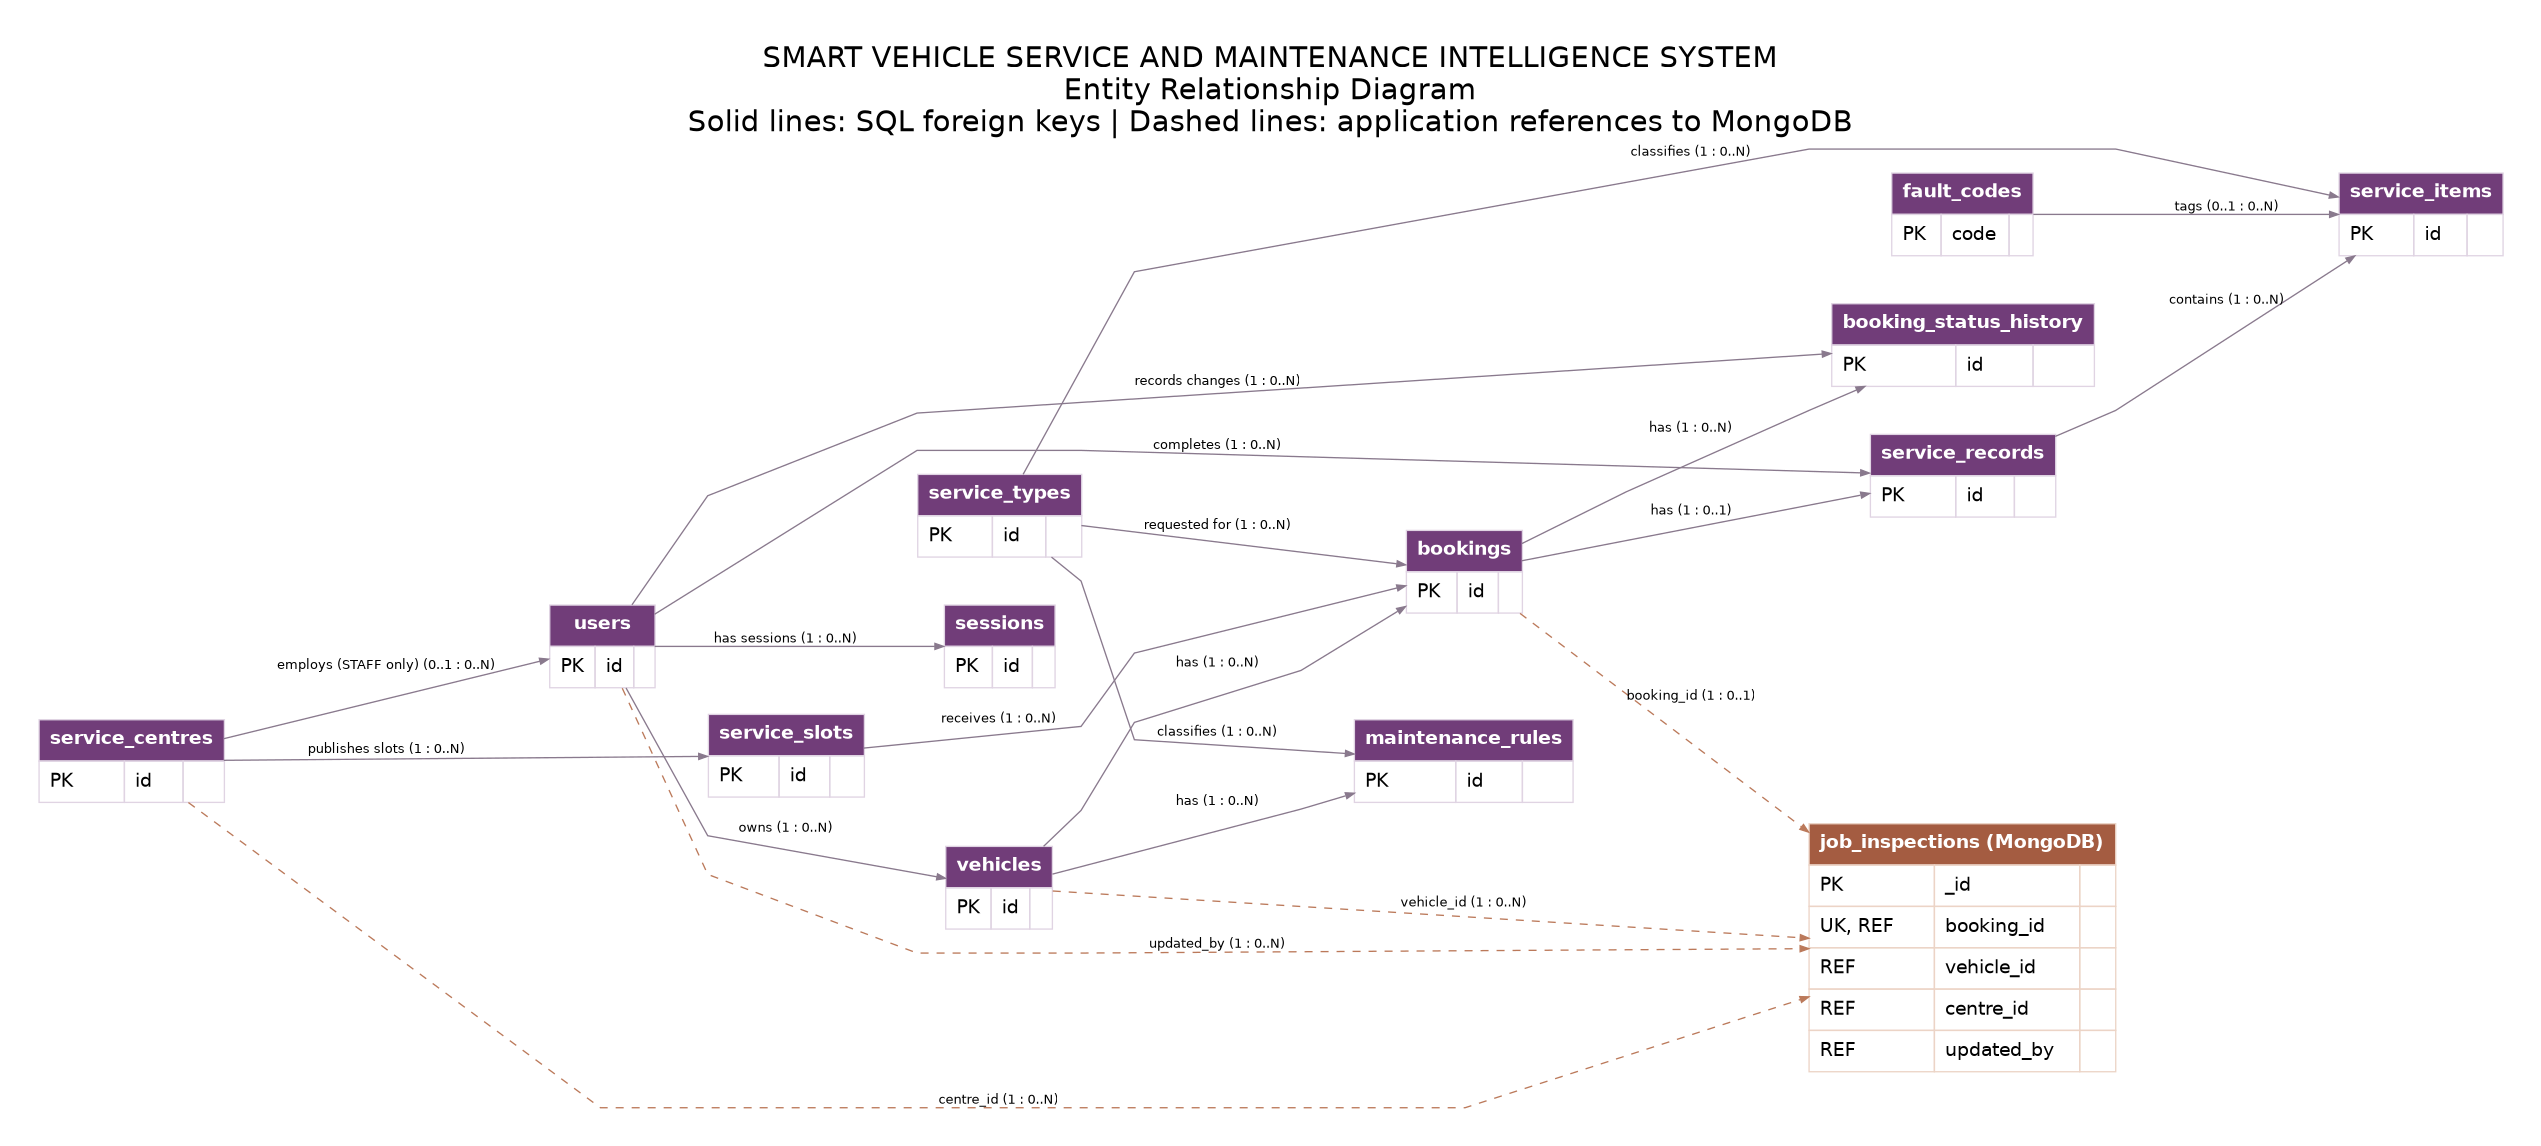 SMART VEHICLE SERVICE AND MAINTENANCE INTELLIGENCE SYSTEM
Entity Relationship Diagram
Solid lines: SQL foreign keys | Dashed lines: application references to MongoDB
classifies (1 : 0..N)
fault_codes
PK code
tags (0..1 : 0..N)
service_items
PK id
contains (1 : 0..N)
booking_status_history
PK id
records changes (1 : 0..N)
has (1 : 0..N)
completes (1 : 0..N)
service_records
PK id
service_types
PK id
requested for (1 : 0..N)
has (1 : 0..1)
bookings
PK id
users
PK id
has sessions (1 : 0..N)
sessions
PK id
employs (STAFF only) (0..1 : 0..N)
has (1 : 0..N)
booking_id (1 : 0..1)
service_centres
PK id
publishes slots (1 : 0..N)
service_slots
PK id
receives (1 : 0..N)
classifies (1 : 0..N)
maintenance_rules
PK id
has (1 : 0..N)
owns (1 : 0..N)
vehicles
PK id
vehicle_id (1 : 0..N)
updated_by (1 : 0..N)
job_inspections (MongoDB)
PK _id
UK, REF booking_id
REF vehicle_id
REF centre_id
REF updated_by
centre_id (1 : 0..N)